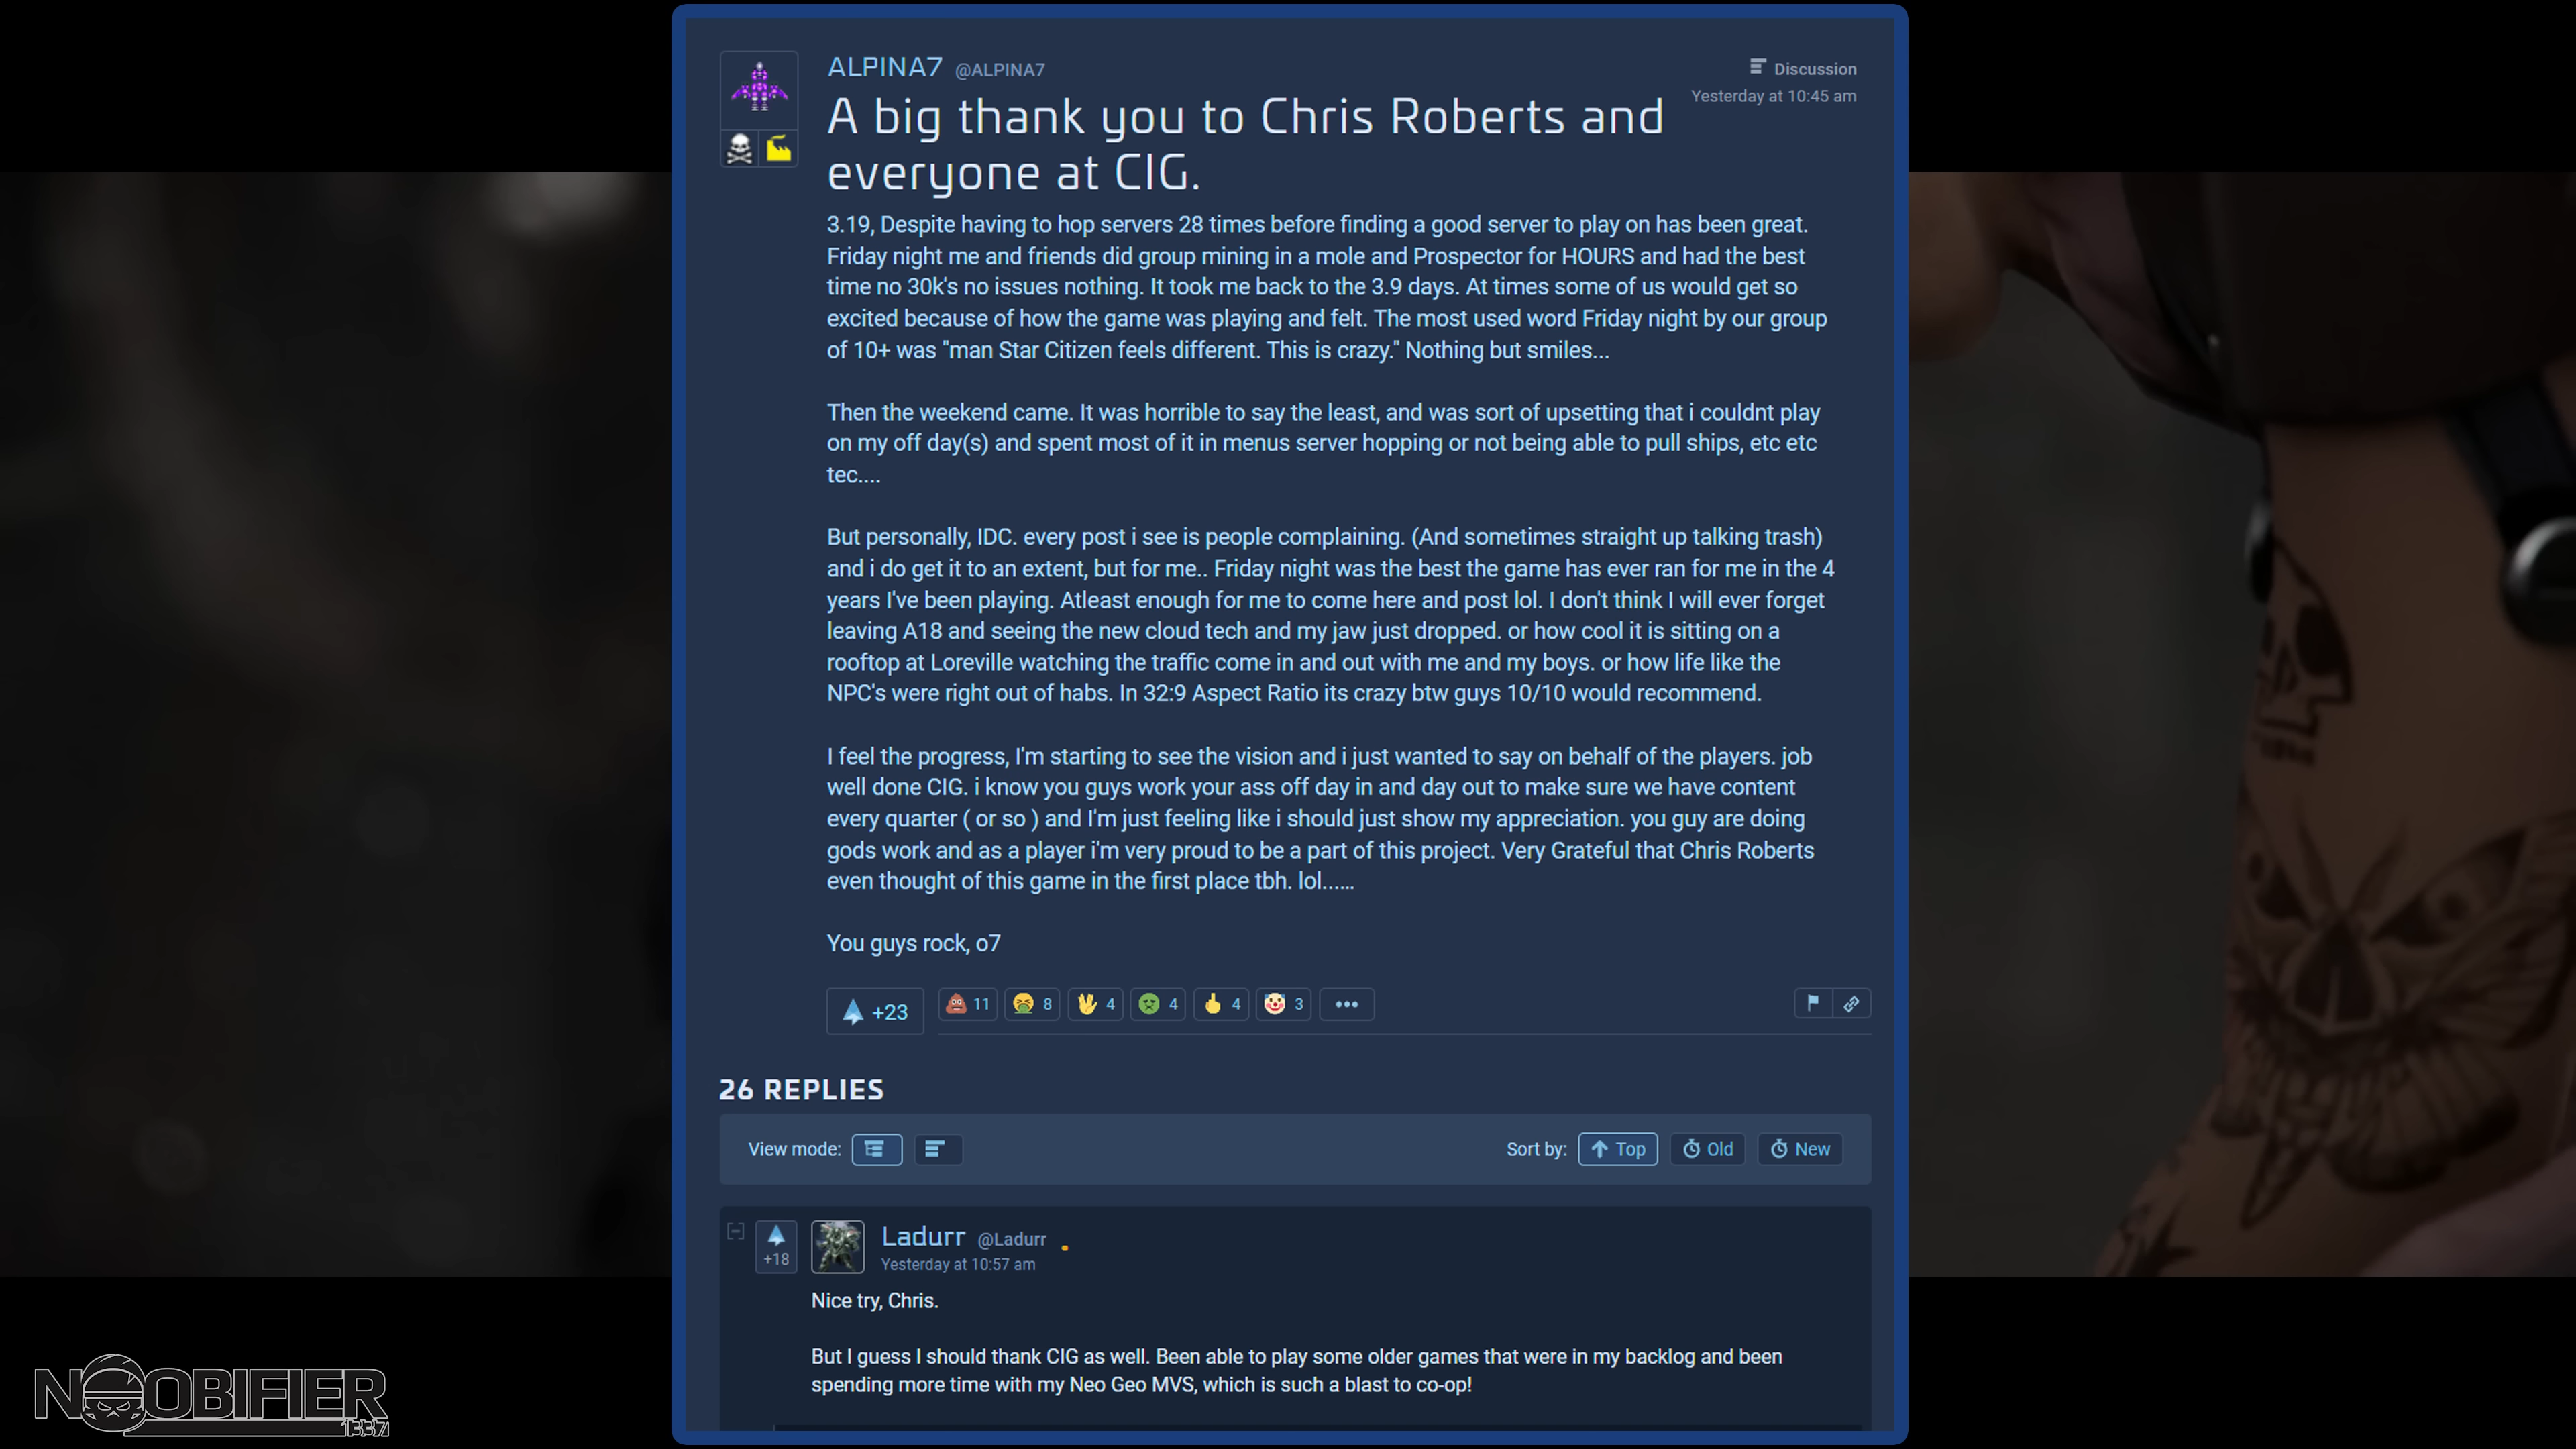 ALPINA7 @ALPINA7
Discussion
Yesterday at 10:45 am
A big thank you to Chris Roberts and
everyone at CIG.
3.19, Despite having to hop servers 28 times before finding a good server to play on has been great.
Friday night me and friends did group mining in a mole and Prospector for HOURS and had the best
time no 30k's no issues nothing. It took me back to the 3.9 days. At times some of us would get so
excited because of how the game was playing and felt. The most used word Friday night by our group
of 10+ was "man Star Citizen feels different. This is crazy." Nothing but smiles...
Then the weekend came. It was horrible to say the least, and was sort of upsetting that i couldnt play
on my off day(s) and spent most of it in menus server hopping or not being able to pull ships, etc etc
tec....
But personally, IDC. every post i see is people complaining. (And sometimes straight up talking trash)
and i do get it to an extent, but for me.. Friday night was the best the game has ever ran for me in the 4
years I've been playing. Atleast enough for me to come here and post lol. I don't think I will ever forget
leaving A18 and seeing the new cloud tech and my jaw just dropped. or how cool it is sitting on a
rooftop at Loreville watching the traffic come in and out with me and my boys. or how life like the
NPC's were right out of habs. In 32:9 Aspect Ratio its crazy btw guys 10/10 would recommend.
I feel the progress, I'm starting to see the vision and i just wanted to say on behalf of the players. job
well done CIG. i know you guys work your ass off day in and day out to make sure we have content
every quarter ( or so ) and I'm just feeling like i should just show my appreciation. you guy are doing
gods work and as a player i'm very proud to be a part of this project. Very Grateful that Chris Roberts
even thought of this game in the first place tbh. lol......
You guys rock, o7
+23 11 8 4 4 4 3
26 REPLIES
View mode: Sort by: Top Old New
+18
Ladurr @Ladurr
Yesterday at 10:57 am
Nice try, Chris.
But I guess I should thank CIG as well. Been able to play some older games that were in my backlog and been
spending more time with my Neo Geo MVS, which is such a blast to co-op!
NOOBIFIER
1337